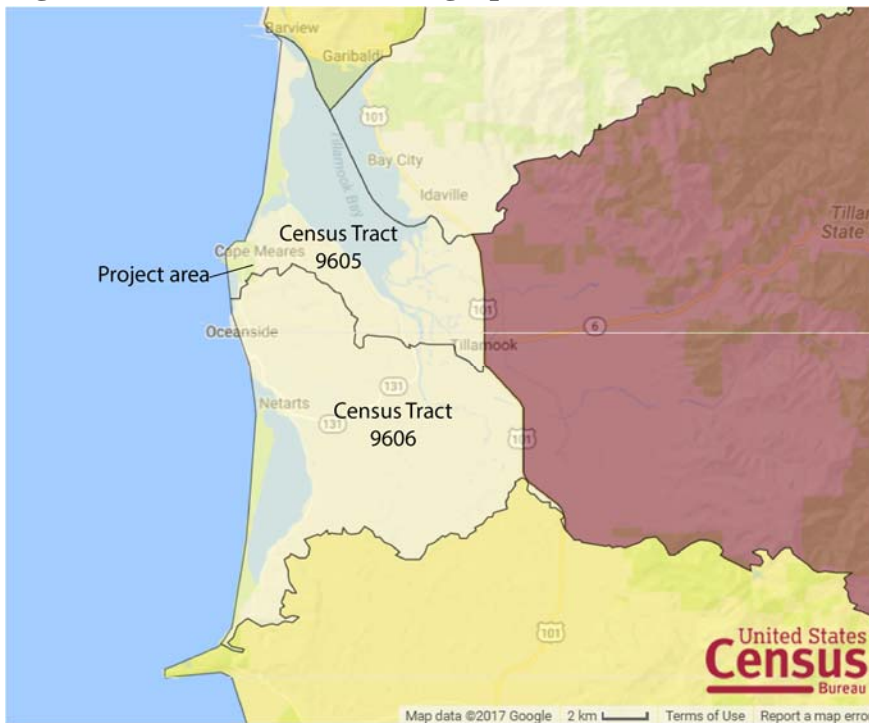 Barview
Garibaldi
101
Bay City
Tillamook Bay
Idaville
Census Tract
9605
Cape Meares
Project area
Tilla
State
101
6
Oceanside
Tillamook
131
Netarts
Census Tract
9606
131
101
101
United States
Census
Bureau
Map data ©2017 Google
2 km
Terms of Use
Report a map error